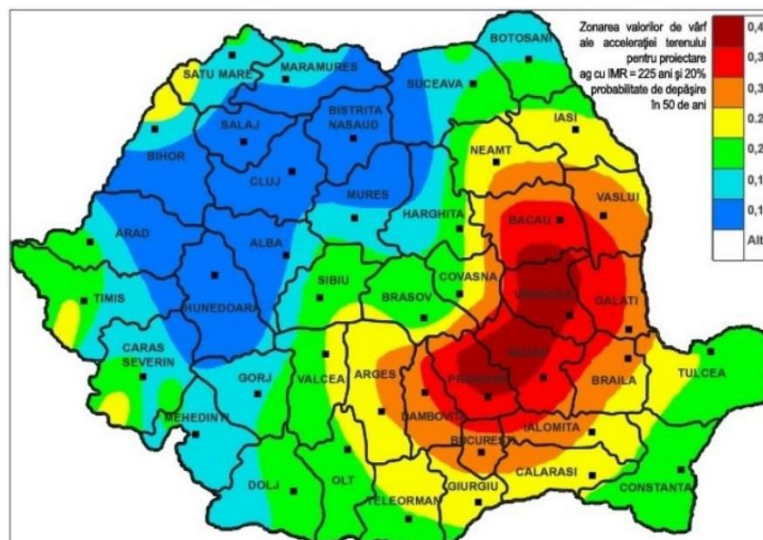 Zonarea valorilor de vârf
ale accelerației terenului
pentru proiectare
ag cu IMR = 225 ani și 20%
probabilitate de depășire
în 50 de ani
0,4
0,3
0,3
0,2
0,2
0,1
0,1
Alt
BOTOSANI
SATU MARE
MARAMURES
SUCEAVA
IASI
BISTRITA
NASAUD
SALAJ
NEAMT
BIHOR
CLUJ
MURES
VASLUI
HARGHITA
BACAU
ARAD
ALBA
SIBIU
COVASNA
BRASOV
VRANCEA
GALATI
TIMIS
HUNEDOARA
CARAS
SEVERIN
GORJ
VALCEA
ARGES
PRAHOVA
BUZAU
BRAILA
TULCEA
MEHEDINTI
DAMBOVITA
IALOMITA
BUCURESTI
DOLJ
OLT
TELEORMAN
GIURGIU
CALARASI
CONSTANTA